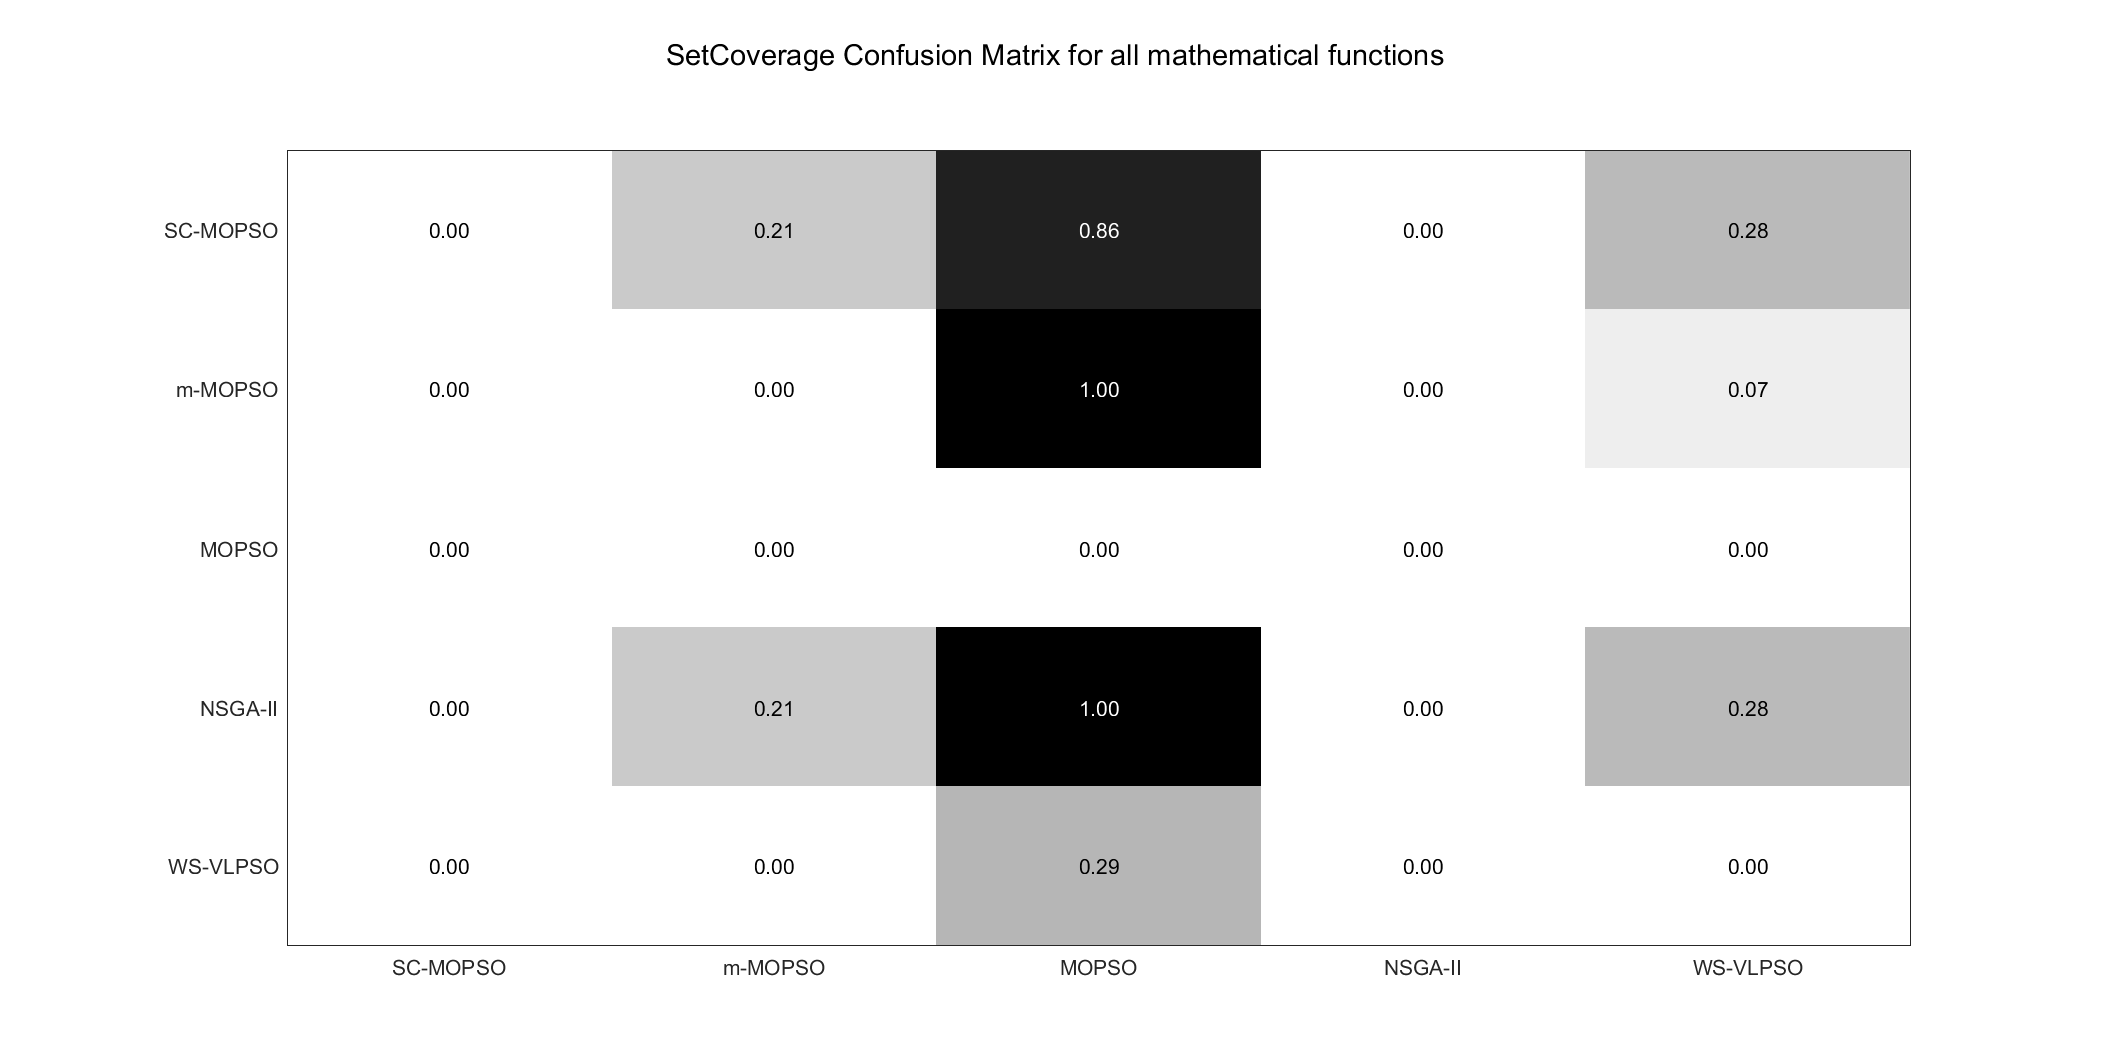 SetCoverage Confusion Matrix for all mathematical functions
SC-MOPSO 0.00 0.21 0.86 0.00 0.28
m-MOPSO 0.00 0.00 1.00 0.00 0.07
MOPSO 0.00 0.00 0.00 0.00 0.00
NSGA-II 0.00 0.21 1.00 0.00 0.28
WS-VLPSO 0.00 0.00 0.29 0.00 0.00
SC-MOPSO m-MOPSO MOPSO NSGA-II WS-VLPSO